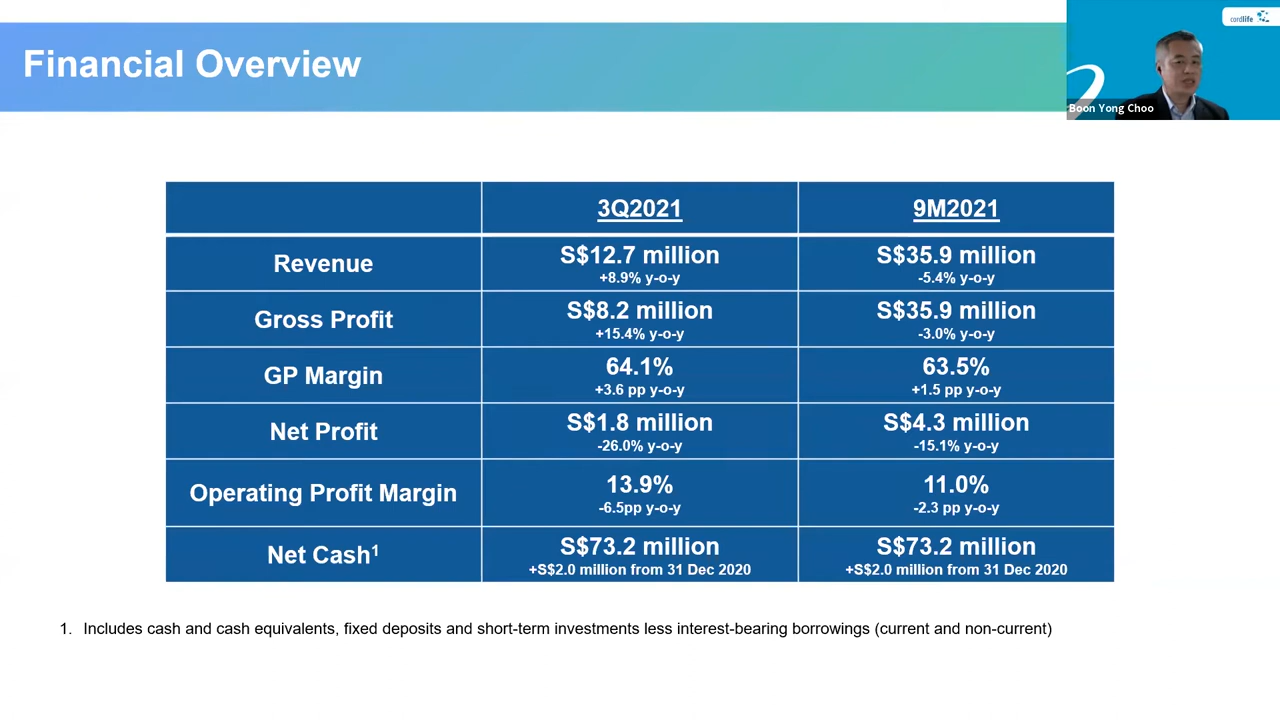 Financial Overview
cordlife
Boon Yong Choo
3Q2021 9M2021
Revenue S$12.7 million S$35.9 million
+8.9% y-o-y -5.4% y-o-y
Gross Profit S$8.2 million S$35.9 million
+15.4% y-o-y -3.0% y-o-y
GP Margin 64.1% 63.5%
+3.6 pp y-o-y +1.5 pp y-o-y
Net Profit S$1.8 million S$4.3 million
-26.0% y-o-y -15.1% y-o-y
Operating Profit Margin 13.9% 11.0%
-6.5pp y-o-y -2.3 pp y-o-y
Net Cash¹ S$73.2 million S$73.2 million
+S$2.0 million from 31 Dec 2020 +S$2.0 million from 31 Dec 2020
1. Includes cash and cash equivalents, fixed deposits and short-term investments less interest-bearing borrowings (current and non-current)